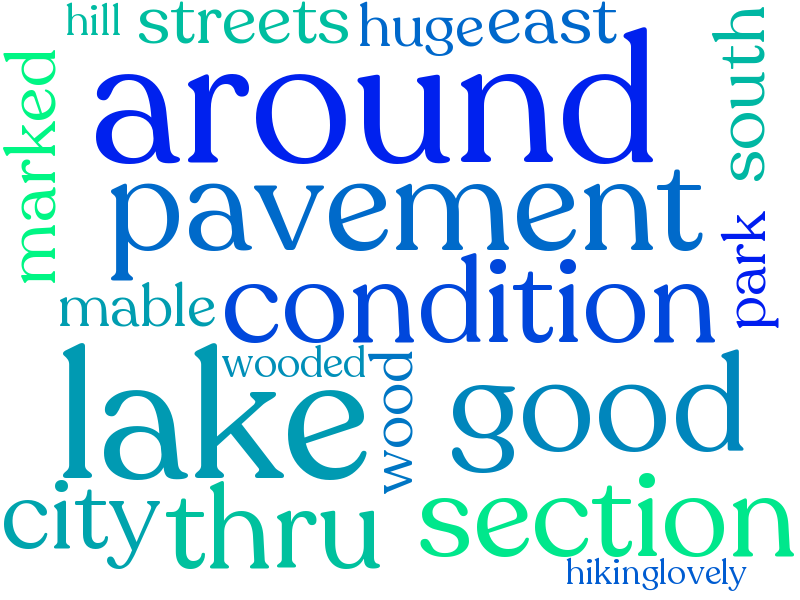 hill streets huge east
marked
around
south
pavement
park
mable condition
wooded
lake wood good
city thru section
hiking lovely